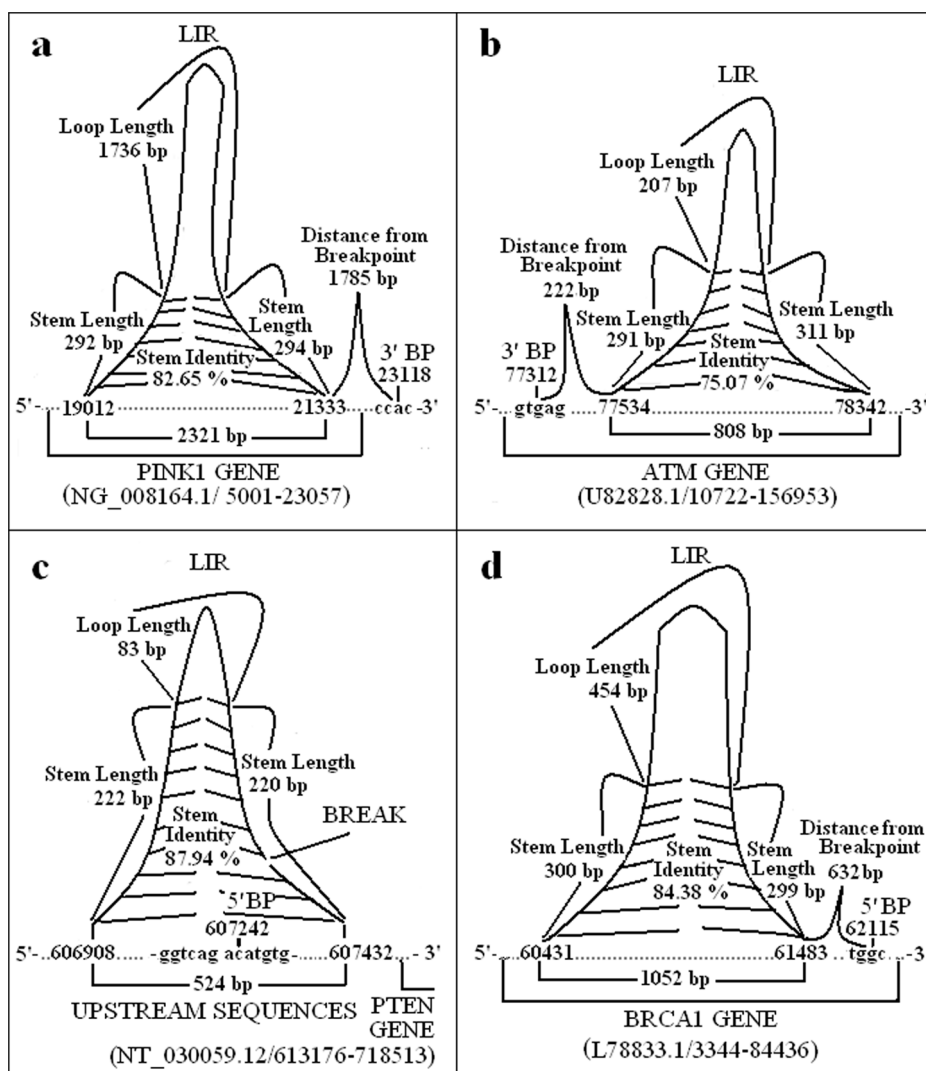 a
LIR
Loop Length
1736 bp
Distance from
Breakpoint
1785 bp
Stem Length
292 bp
Stem
Length
294 bp
Stem Identity
82.65 %
3' BP
23118
5'- ...19012 ........................ 21333 ..... ccac -3'
2321 bp
PINK1 GENE
(NG_008164.1/ 5001-23057)
b
LIR
Loop Length
207 bp
Distance from
Breakpoint
222 bp
Stem Length
291 bp
Stem Length
311 bp
Stem
Identity
75.07 %
3' BP
77312
5'- ..... gtgag ...... 77534 ........................ 78342 ..... -3'
808 bp
ATM GENE
(U82828.1/10722-156953)
c
LIR
Loop Length
83 bp
Stem Length
222 bp
Stem Length
220 bp
BREAK
Stem
Identity
87.94 %
5' BP
607242
5'- ..606908 ......... -ggtcag acatgtg- ...... 607432 ........ - 3'
524 bp
UPSTREAM SEQUENCES
PTEN
GENE
(NT_030059.12/613176-718513)
d
LIR
Loop Length
454 bp
Stem Length
300 bp
Stem
Identity
84.38 %
Stem
Length
299 bp
Distance from
Breakpoint
632 bp
5' BP
62115
5'- ..... 60431 ........................ 61483 .... tggc .... - 3'
1052 bp
BRCA1 GENE
(L78833.1/3344-84436)